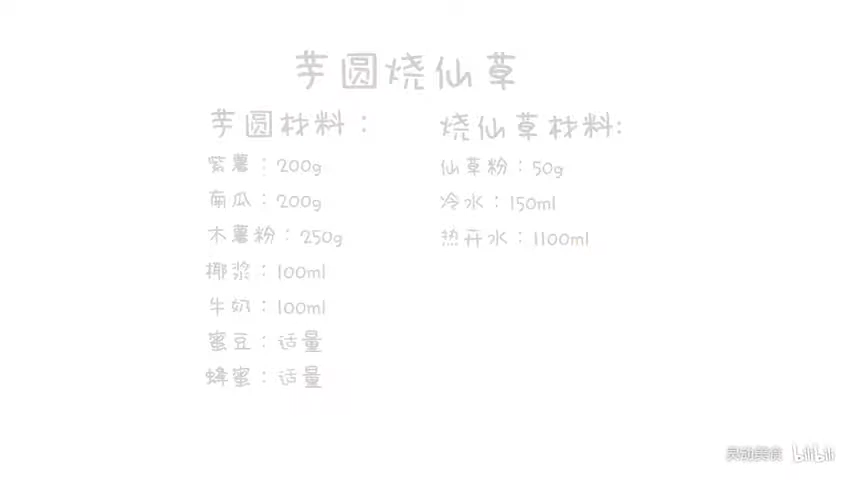 芋圆烧仙草
芋圆材料：
紫薯：200g
南瓜：200g
木薯粉：250g
椰浆：100ml
牛奶：100ml
蜜豆：适量
蜂蜜：适量
烧仙草材料:
仙草粉：50g
冷水：150ml
热开水：1100ml
bilibili